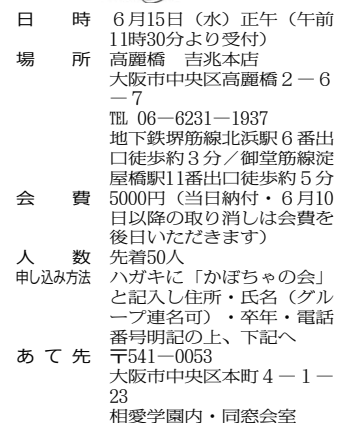 日　　時　６月15日（水）正午（午前
11時30分より受付）
場　　所　高麗橋　吉兆本店
大阪市中央区高麗橋２－６
－７
℡ 06―6231―1937
地下鉄堺筋線北浜駅６番出
口徒歩約３分／御堂筋線淀
屋橋駅11番出口徒歩約５分
会　　費　5000円（当日納付・６月10
日以降の取り消しは会費を
後日いただきます）
人　　数　先着50人
申し込み方法　ハガキに「かぼちゃの会」
と記入し住所・氏名（グル
ープ連名可）・卒年・電話
番号明記の上、下記へ
あ て 先　〒541―0053
大阪市中央区本町４－１－
23
相愛学園内・同窓会室